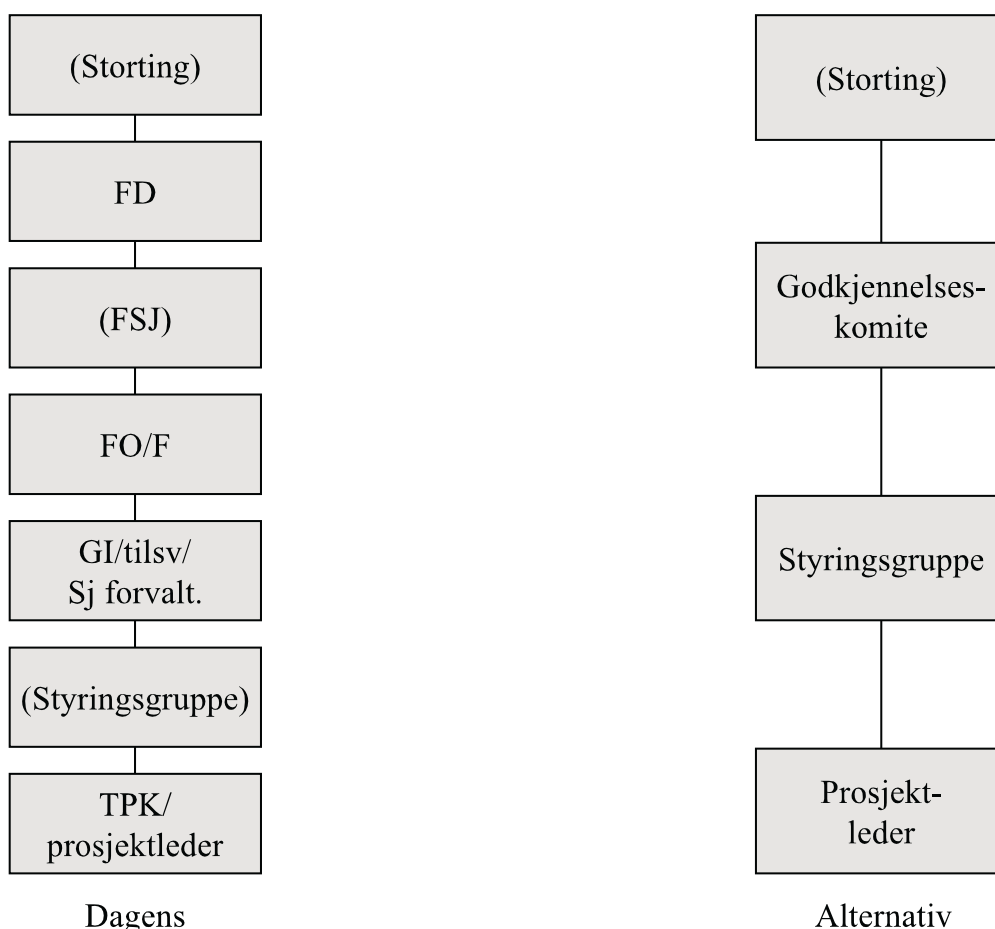 (Storting)
FD
(FSJ)
FO/F
GI/tilsv/
Sj forvalt.
(Styringsgruppe)
TPK/
prosjektleder
Dagens
(Storting)
Godkjennelses-
komite
Styringsgruppe
Prosjekt-
leder
Alternativ